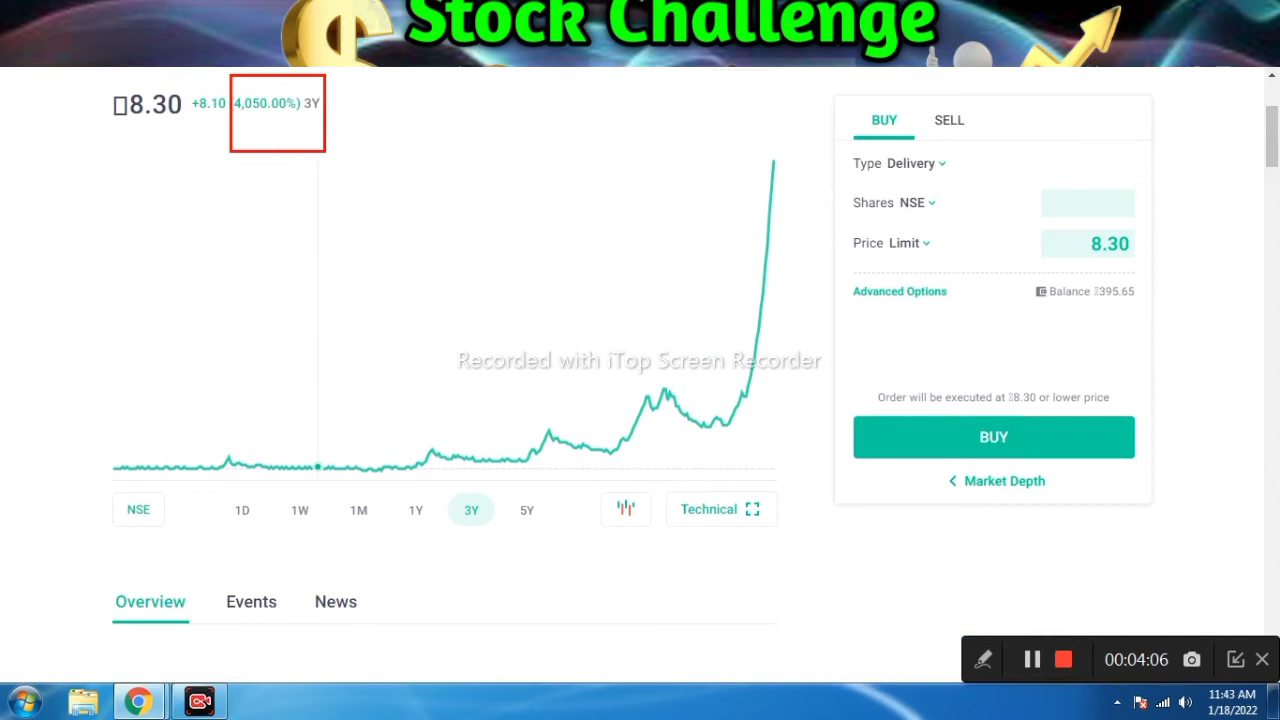 Stock Challenge
8.30 +8.10 4,050.00%) 3Y
BUY SELL
Type Delivery
Shares NSE
Price Limit 8.30
Advanced Options Balance 395.65
Recorded with iTop Screen Recorder
Order will be executed at 8.30 or lower price
BUY
Market Depth
NSE 1D 1W 1M 1Y 3Y 5Y Technical
Overview Events News
00:04:06
11:43 AM
1/18/2022